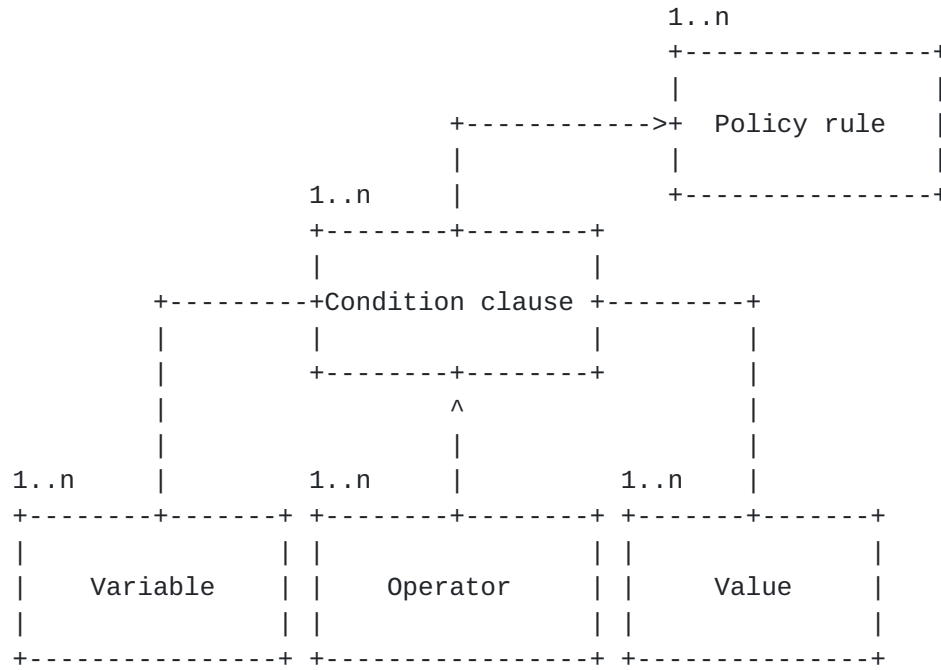 1..n
Policy rule
1..n
Condition clause
1..n 1..n 1..n
Variable Operator Value